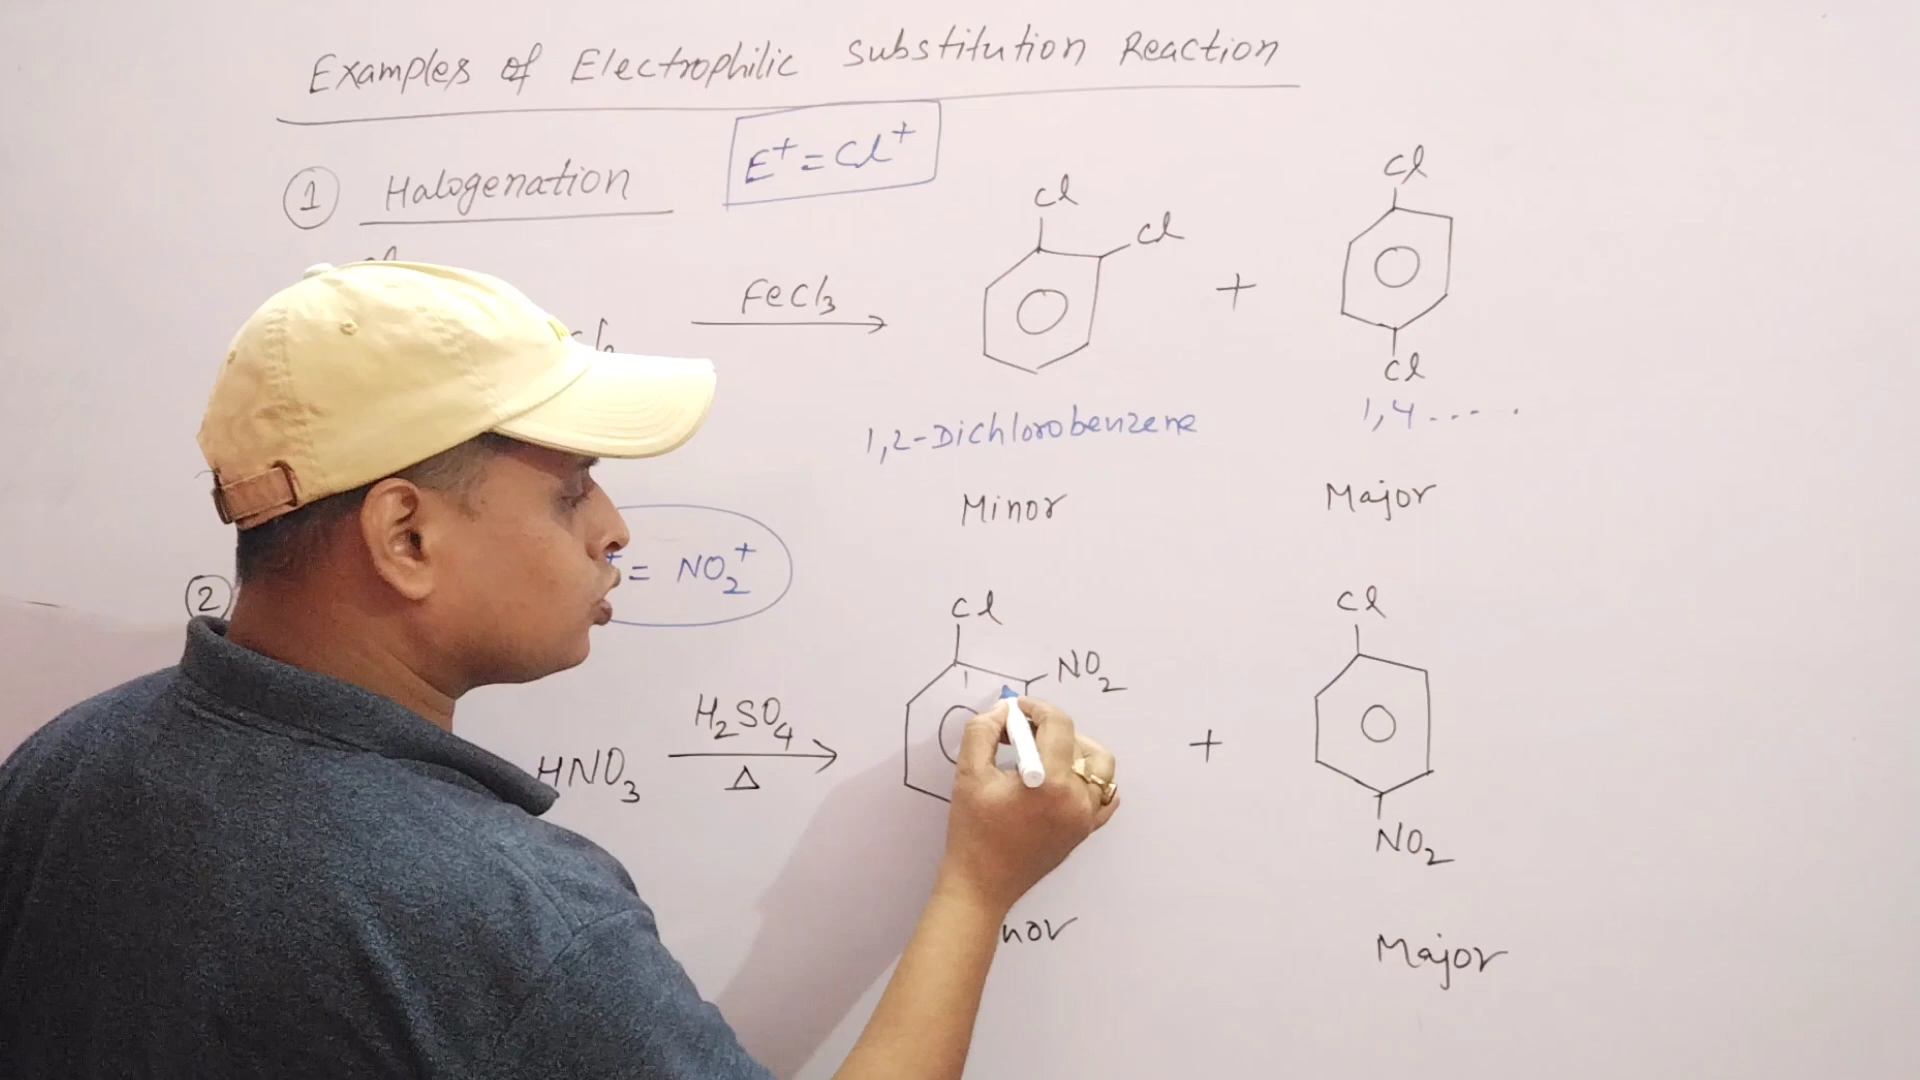 Examples of Electrophilic Substitution Reaction
① Halogenation
E⁺ = Cl⁺
FeCl₃
Cl
Cl
+
Cl
Cl
1,2-Dichlorobenzene
1,4.... .
Minor
Major
②
= NO₂⁺
HNO₃
H₂SO₄
Δ
Cl
NO₂
+
Cl
NO₂
Major